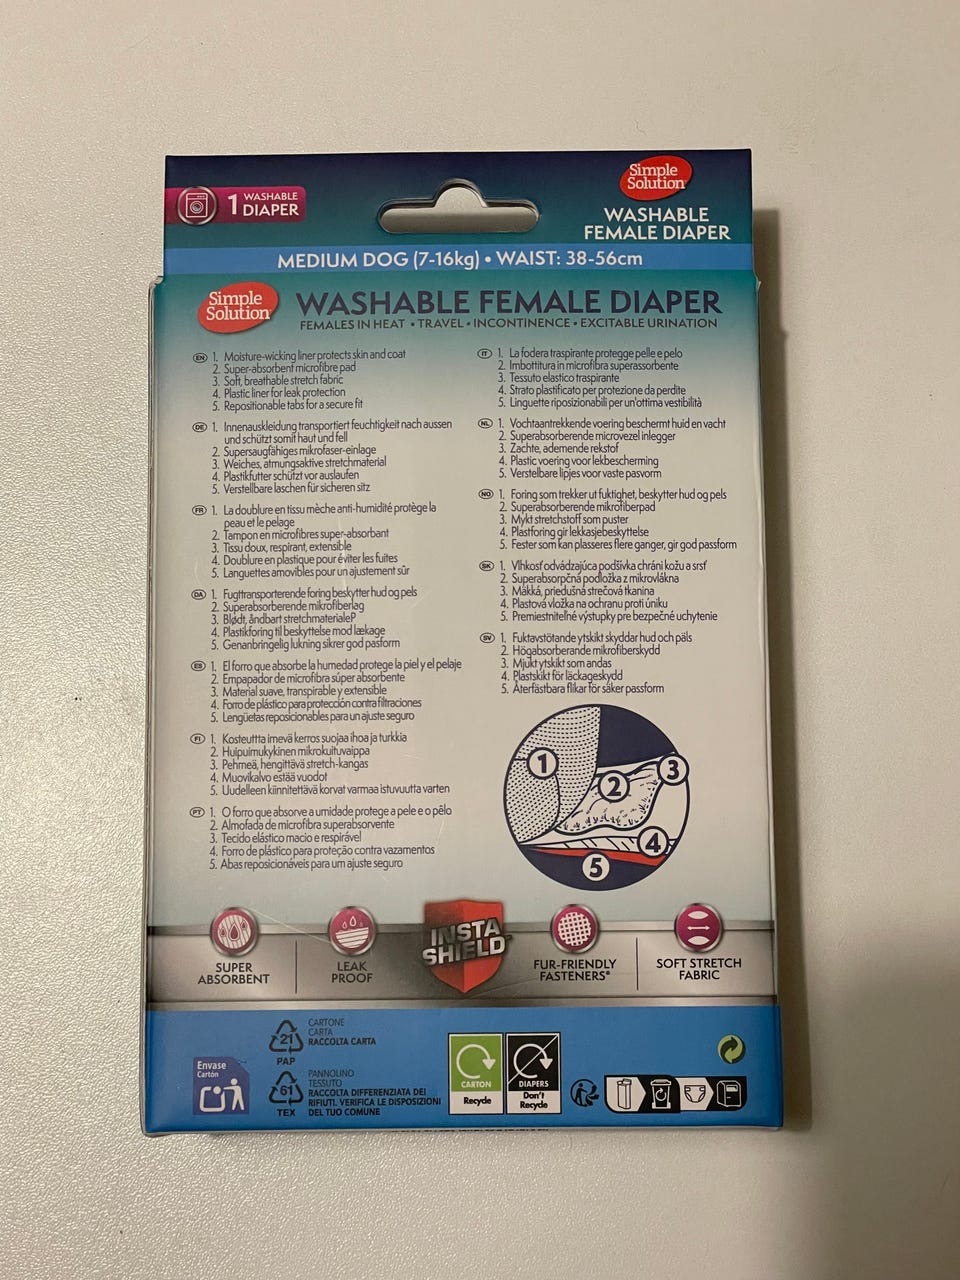 1 WASHABLE
DIAPER
Simple
Solution
WASHABLE
FEMALE DIAPER
MEDIUM DOG (7-16kg) • WAIST: 38-56cm
Simple
Solution
WASHABLE FEMALE DIAPER
FEMALES IN HEAT • TRAVEL • INCONTINENCE • EXCITABLE URINATION
EN 1. Moisture-wicking liner protects skin and coat
2. Super-absorbent microfibre pad
3. Soft, breathable stretch fabric
4. Plastic liner for leak protection
5. Repositionable tabs for a secure fit
DE 1. Innenauskleidung transportiert feuchtigkeit nach aussen
und schützt somif haut und fell
2. Supersaugfähiges mikrofaser-einlage
3. Weiches, atmungsaktive stretchmaterial
4. Plastikfutter schützt vor auslaufen
5. Verstellbare laschen für sicheren sitz
FR 1. La doublure en tissu mèche anti-humidité protège la
peau et le pelage
2. Tampon en microfibres super-absorbant
3. Tissu doux, respirant, extensible
4. Doublure en plastique pour éviter les fuites
5. Languettes amovibles pour un ajustement sûr
DA 1. Fugttransporterende foring beskytter hud og pels
2. Superabsorberende mikrofiberlag
3. Blødt, åndbart stretchmaterialeP
4. Plastikforing til beskyttelse mod lækage
5. Genanbringelig lukning sikrer god pasform
ES 1. El forro que absorbe la humedad protege la piel y el pelaje
2. Empapador de microfibra súper absorbente
3. Material suave, transpirable y extensible
4. Forro de plástico para protección contra filtraciones
5. Lengüetas reposicionables para un ajuste seguro
FI 1. Kosteutta imevä kerros suojaa ihoa ja turkkia
2. Huipuimukykinen mikrokuituvaippa
3. Pehmeä, hengittävä stretch-kangas
4. Muovikalvo estää vuodot
5. Uudelleen kiinnitettävä korvat varmaa istuvuutta varten
PT 1. O forro que absorve a umidade protege a pele e o pêlo
2. Almofada de microfibra superabsorvente
3. Tecido elástico macio e respirável
4. Forro de plástico para proteção contra vazamentos
5. Abas reposicionáveis para um ajuste seguro
IT 1. La fodera traspirante protegge pelle e pelo
2. Imbottitura in microfibra superassorbente
3. Tessuto elastico traspirante
4. Strato plastificato per protezione da perdite
5. Linguette riposizionabili per un'ottima vestibilità
NL 1. Vochtaantrekkende voering beschermt huid en vacht
2. Superabsorberende microvezel inlegger
3. Zachte, ademende rekstof
4. Plastic voering voor lekbescherming
5. Verstelbare lipjes voor vaste pasvorm
NO 1. Foring som trekker ut fuktighet, beskytter hud og pels
2. Superabsorberende mikrofiberpad
3. Mykt stretchstoff som puster
4. Plastforing gir lekkasjebeskyttelse
5. Fester som kan plasseres flere ganger, gir god passform
SK 1. Vlhkosť odvádzajúca podšívka chráni kožu a srsť
2. Superabsorpčná podložka z mikrovlákna
3. Mäkká, priedušná strečová tkanina
4. Plastová vložka na ochranu proti úniku
5. Premiestniteľné výstupky pre bezpečné uchytenie
SV 1. Fuktavstötande ytskikt skyddar hud och päls
2. Högabsorberande mikrofiberskydd
3. Mjukt ytskikt som andas
4. Plastskikt för läckageskydd
5. Återfästbara flikar för säker passform
1
2
3
4
5
SUPER
ABSORBENT
LEAK
PROOF
INSTA
SHIELD™
FUR-FRIENDLY
FASTENERS®
SOFT STRETCH
FABRIC
Envase
Cartón
21
PAP
CARTONE
CARTA
RACCOLTA CARTA
61
TEX
PANNOLINO
TESSUTO
RACCOLTA DIFFERENZIATA DEI
RIFIUTI. VERIFICA LE DISPOSIZIONI
DEL TUO COMUNE
CARTON
Recycle
DIAPERS
Don't
Recycle